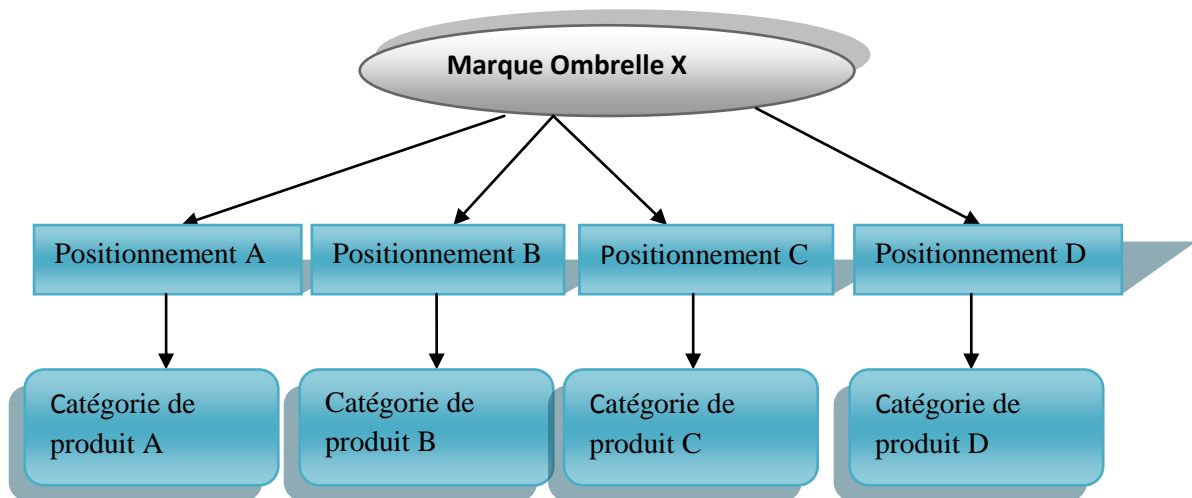 Marque Ombrelle X
Positionnement A
Positionnement B
Positionnement C
Positionnement D
Catégorie de
produit A
Catégorie de
produit B
Catégorie de
produit C
Catégorie de
produit D